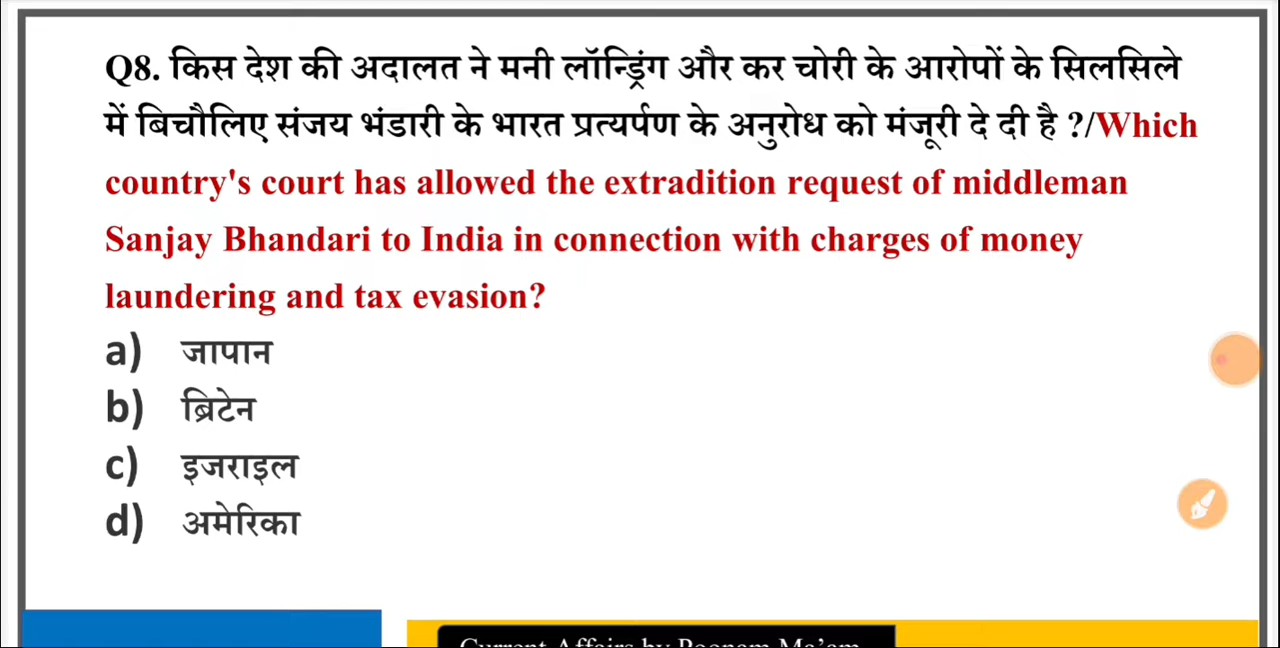 Q8. किस देश की अदालत ने मनी लॉन्ड्रिंग और कर चोरी के आरोपों के सिलसिले
में बिचौलिए संजय भंडारी के भारत प्रत्यर्पण के अनुरोध को मंजूरी दे दी है ?/Which
country's court has allowed the extradition request of middleman
Sanjay Bhandari to India in connection with charges of money
laundering and tax evasion?
a) जापान
b) ब्रिटेन
c) इजराइल
d) अमेरिका
Current Affairs by Poonam Ma'am